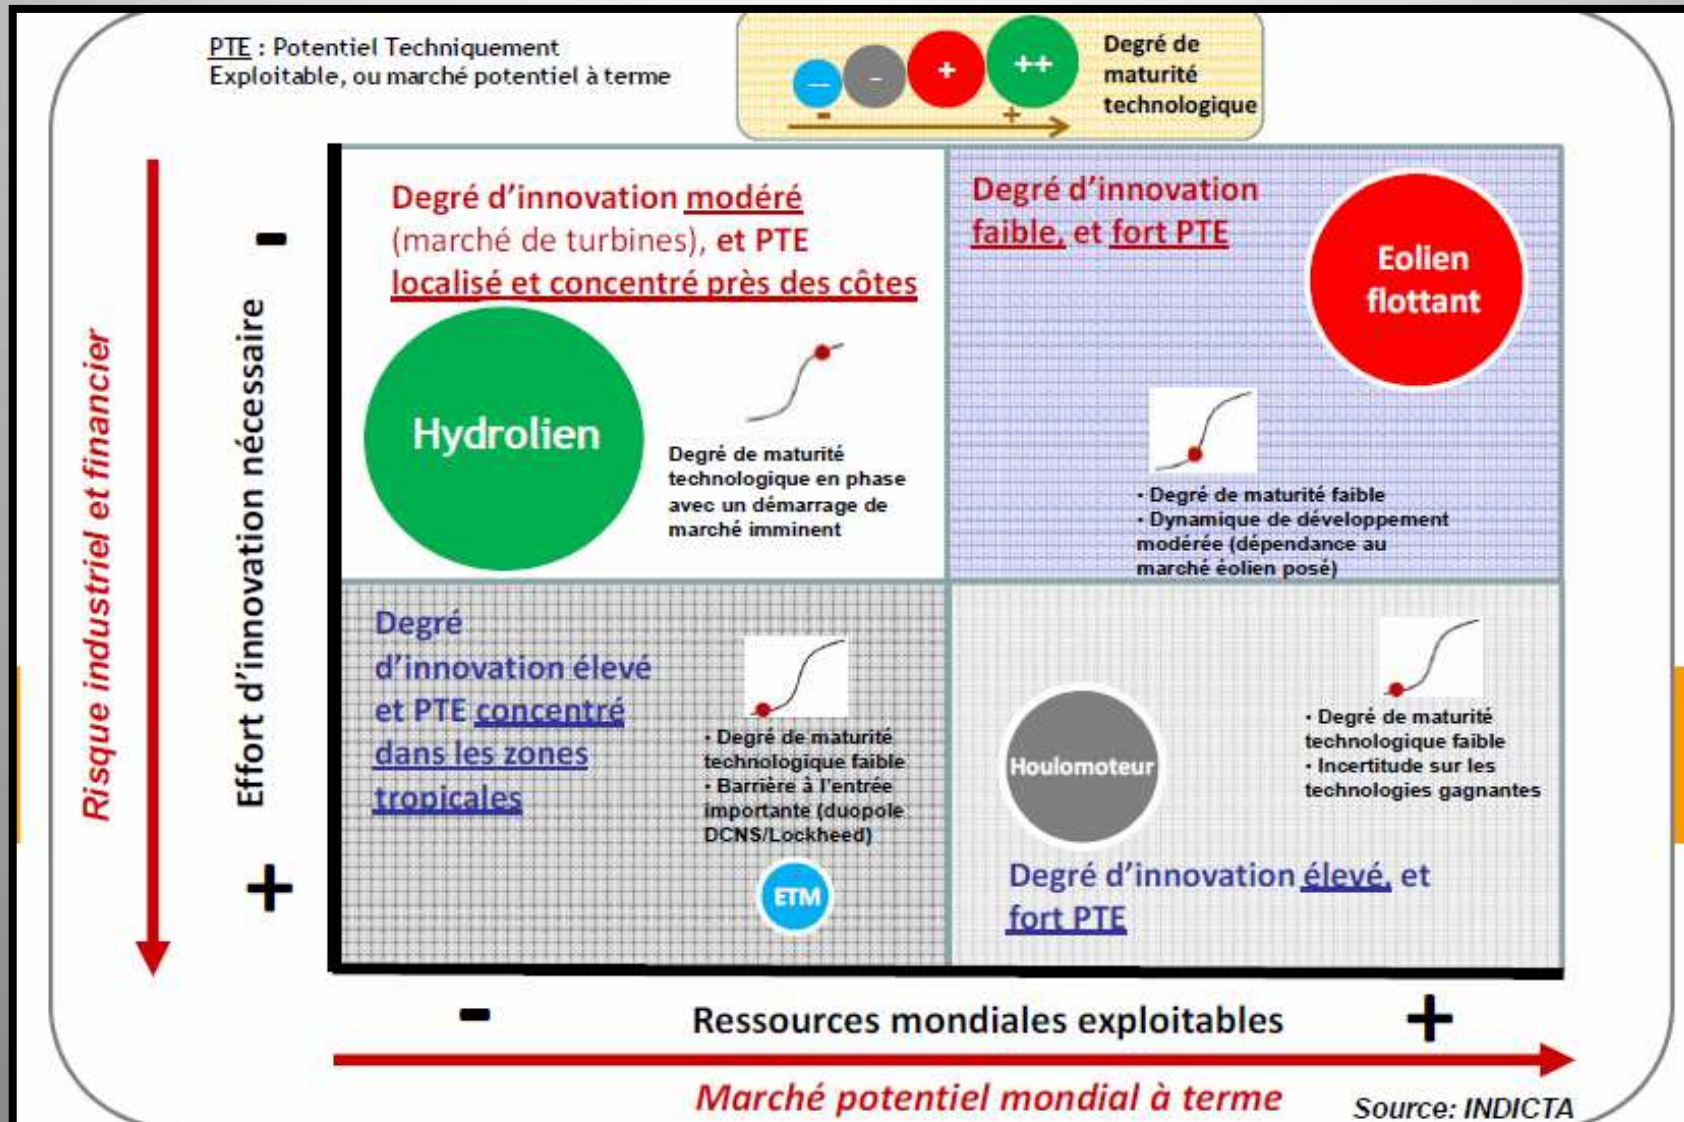 PTE : Potentiel Techniquement
Exploitable, ou marché potentiel à terme
-- - + ++
- +
Degré de
maturité
technologique
Risque industriel et financier
Effort d'innovation nécessaire
-
+
Degré d'innovation modéré
(marché de turbines), et PTE
localisé et concentré près des côtes
Hydrolien
Degré de maturité
technologique en phase
avec un démarrage de
marché imminent
Degré d'innovation
faible, et fort PTE
Eolien
flottant
• Degré de maturité faible
• Dynamique de développement
modérée (dépendance au
marché éolien posé)
Degré
d'innovation élevé
et PTE concentré
dans les zones
tropicales
• Degré de maturité
technologique faible
• Barrière à l'entrée
importante (duopole
DCNS/Lockheed)
ETM
Houlomoteur
• Degré de maturité
technologique faible
• Incertitude sur les
technologies gagnantes
Degré d'innovation élevé, et
fort PTE
- Ressources mondiales exploitables +
Marché potentiel mondial à terme
Source: INDICTA